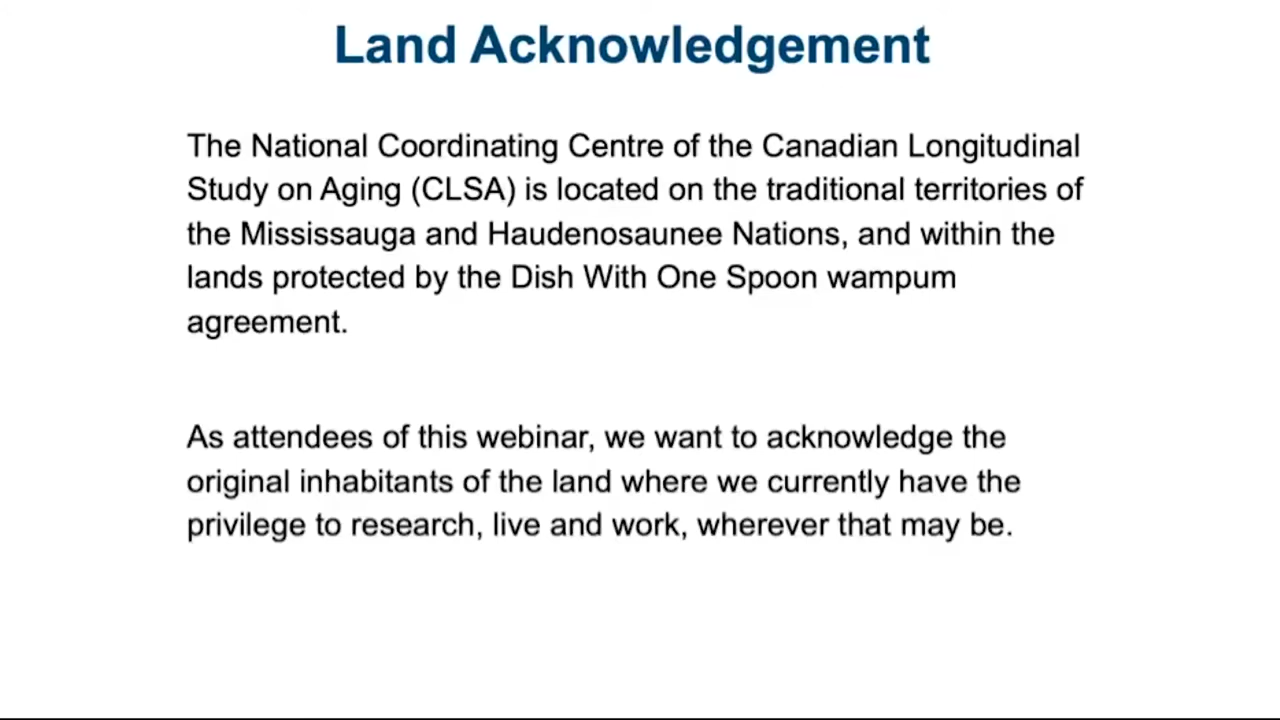 Land Acknowledgement
The National Coordinating Centre of the Canadian Longitudinal
Study on Aging (CLSA) is located on the traditional territories of
the Mississauga and Haudenosaunee Nations, and within the
lands protected by the Dish With One Spoon wampum
agreement.
As attendees of this webinar, we want to acknowledge the
original inhabitants of the land where we currently have the
privilege to research, live and work, wherever that may be.